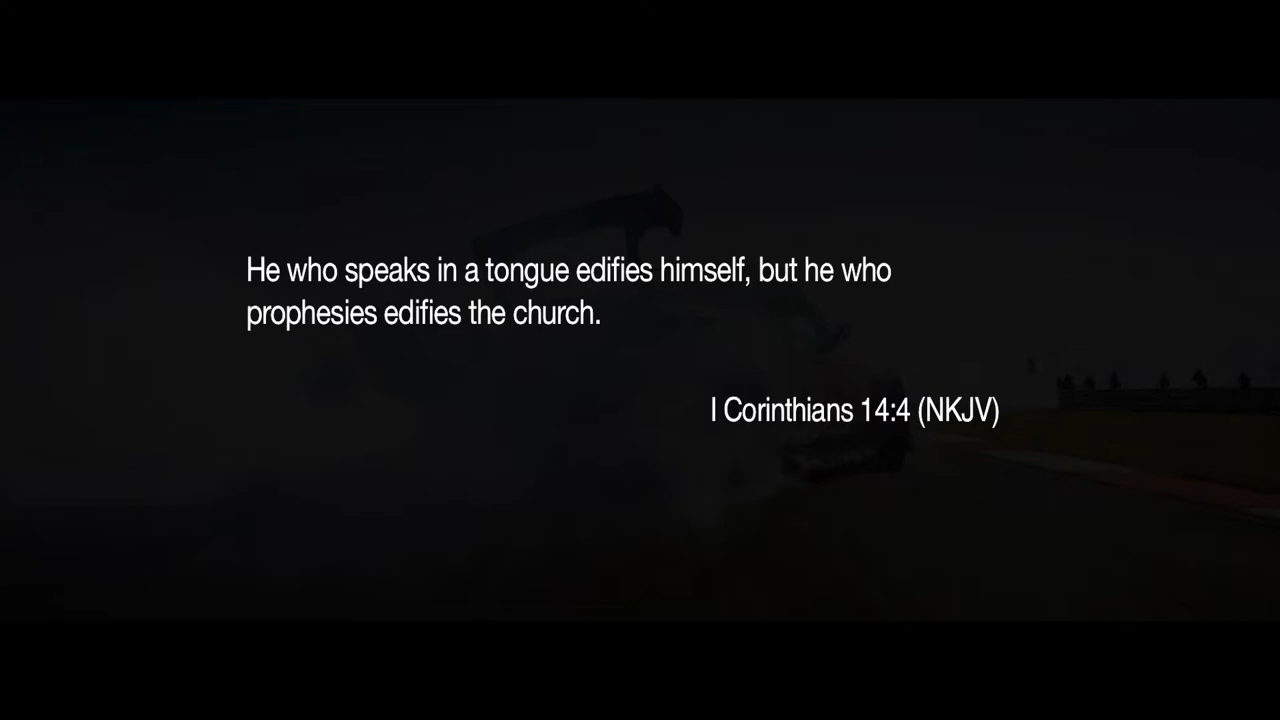 He who speaks in a tongue edifies himself, but he who
prophesies edifies the church.
I Corinthians 14:4 (NKJV)